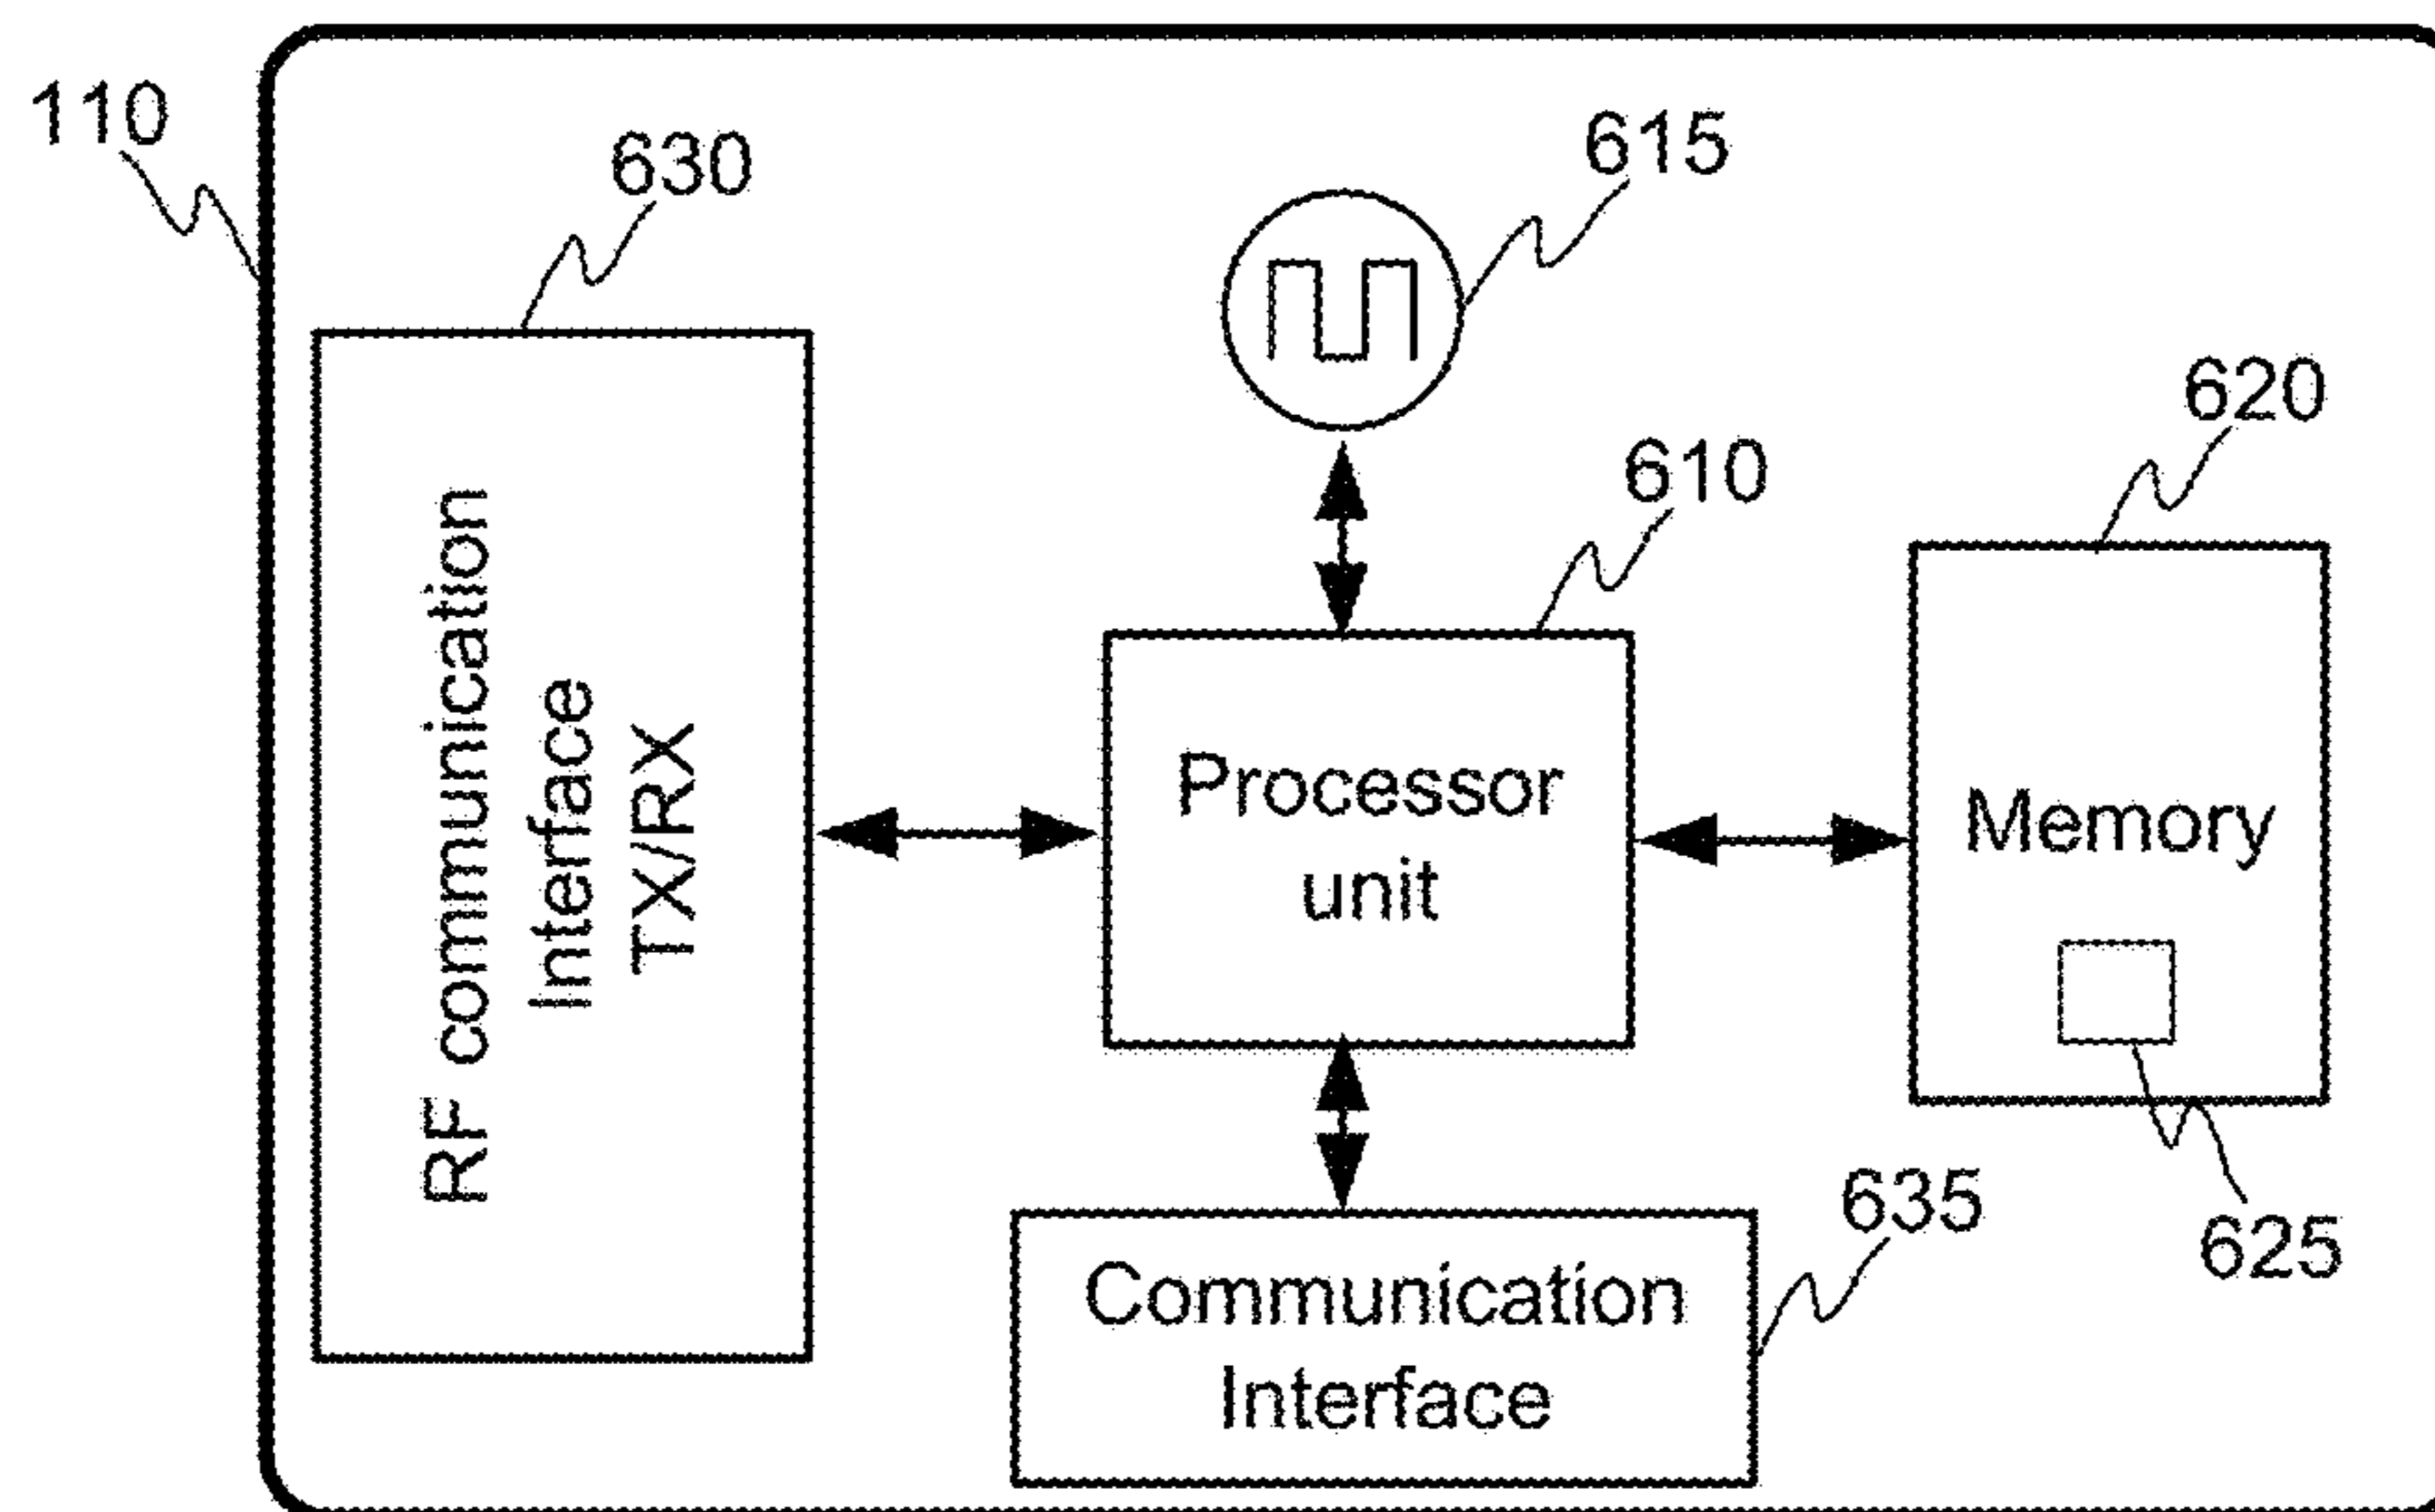 110
630
615
620
610
RF communication
Interface
TX/RX
Processor
unit
Memory
635
625
Communication
Interface